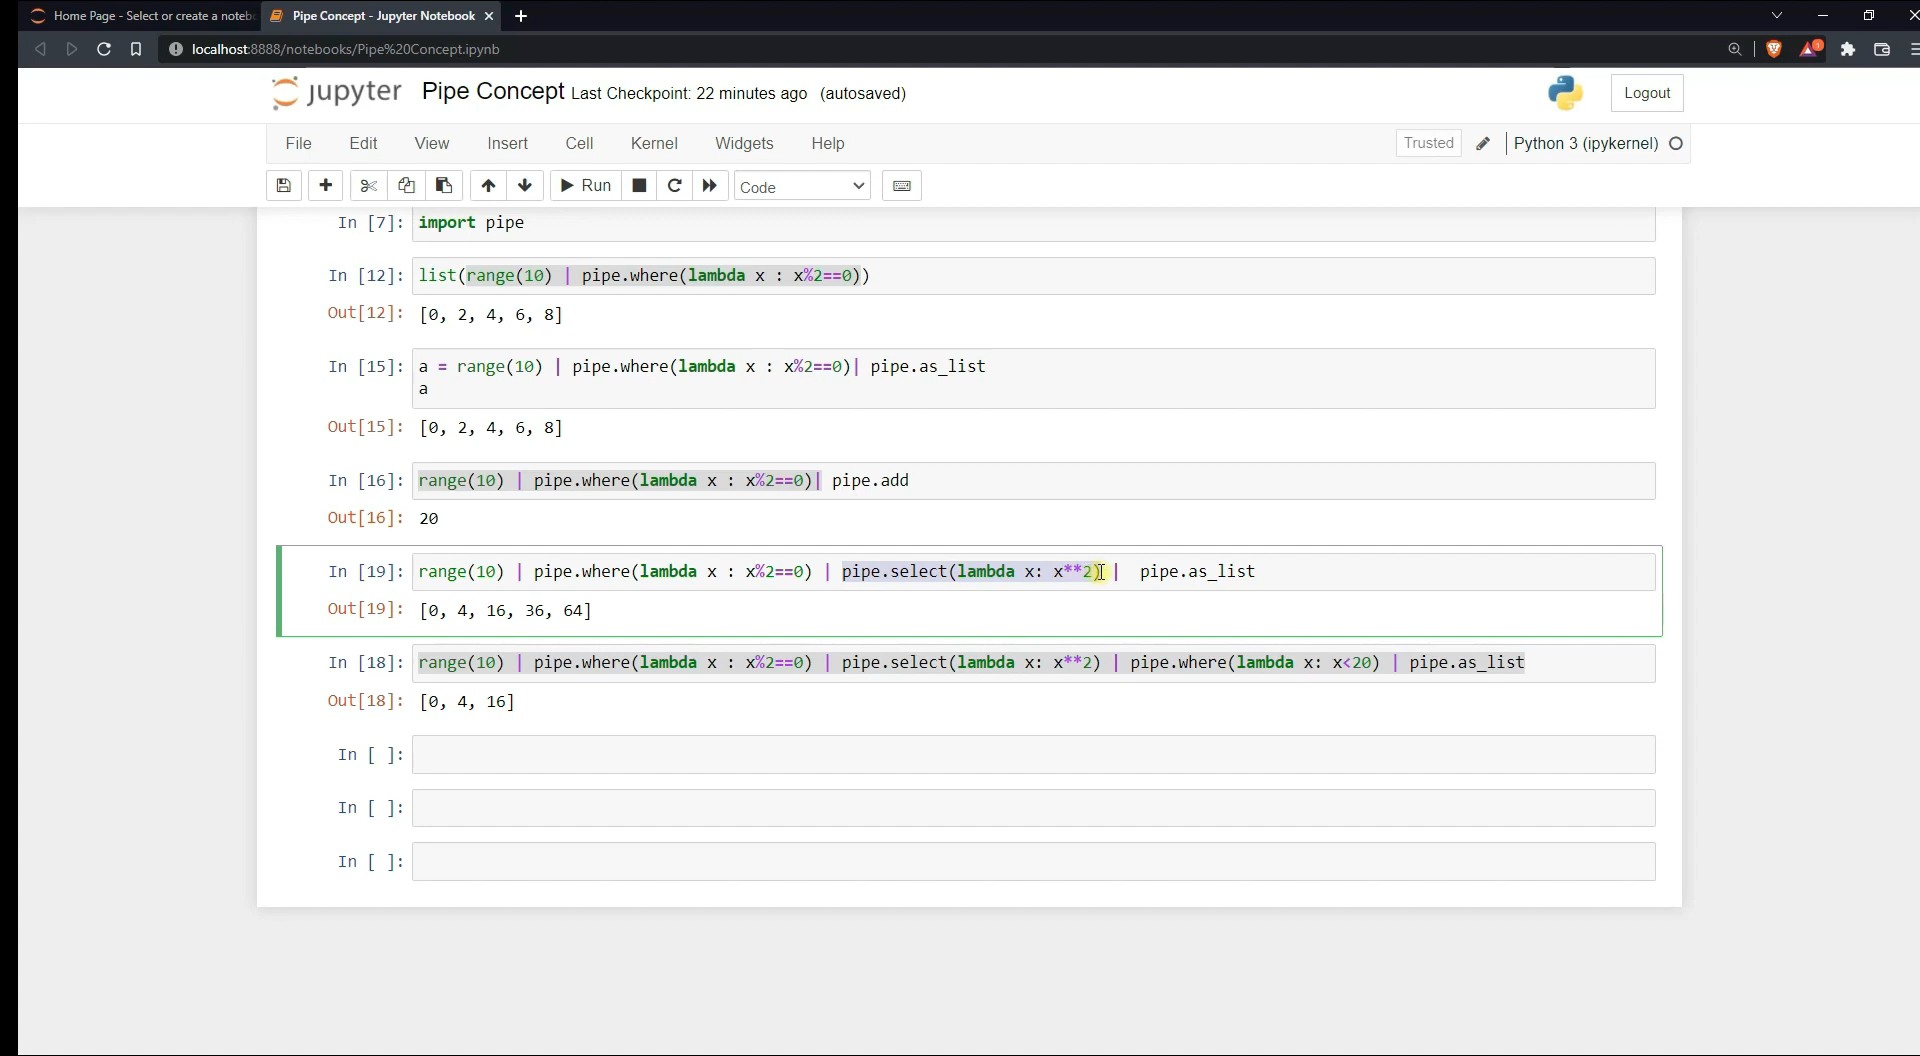 Home Page - Select or create a noteb
Pipe Concept - Jupyter Notebook
localhost:8888/notebooks/Pipe%20Concept.ipynb
1
jupyter Pipe Concept Last Checkpoint: 22 minutes ago (autosaved)
Logout
File Edit View Insert Cell Kernel Widgets Help
Trusted
Python 3 (ipykernel)
Run
Code
In [7]: import pipe
In [12]: list(range(10) | pipe.where(lambda x : x%2==0))
Out[12]: [0, 2, 4, 6, 8]
In [15]: a = range(10) | pipe.where(lambda x : x%2==0)| pipe.as_list
a
Out[15]: [0, 2, 4, 6, 8]
In [16]: range(10) | pipe.where(lambda x : x%2==0)| pipe.add
Out[16]: 20
In [19]: range(10) | pipe.where(lambda x : x%2==0) | pipe.select(lambda x: x**2) |  pipe.as_list
Out[19]: [0, 4, 16, 36, 64]
In [18]: range(10) | pipe.where(lambda x : x%2==0) | pipe.select(lambda x: x**2) | pipe.where(lambda x: x<20) | pipe.as_list
Out[18]: [0, 4, 16]
In [ ]:
In [ ]:
In [ ]: